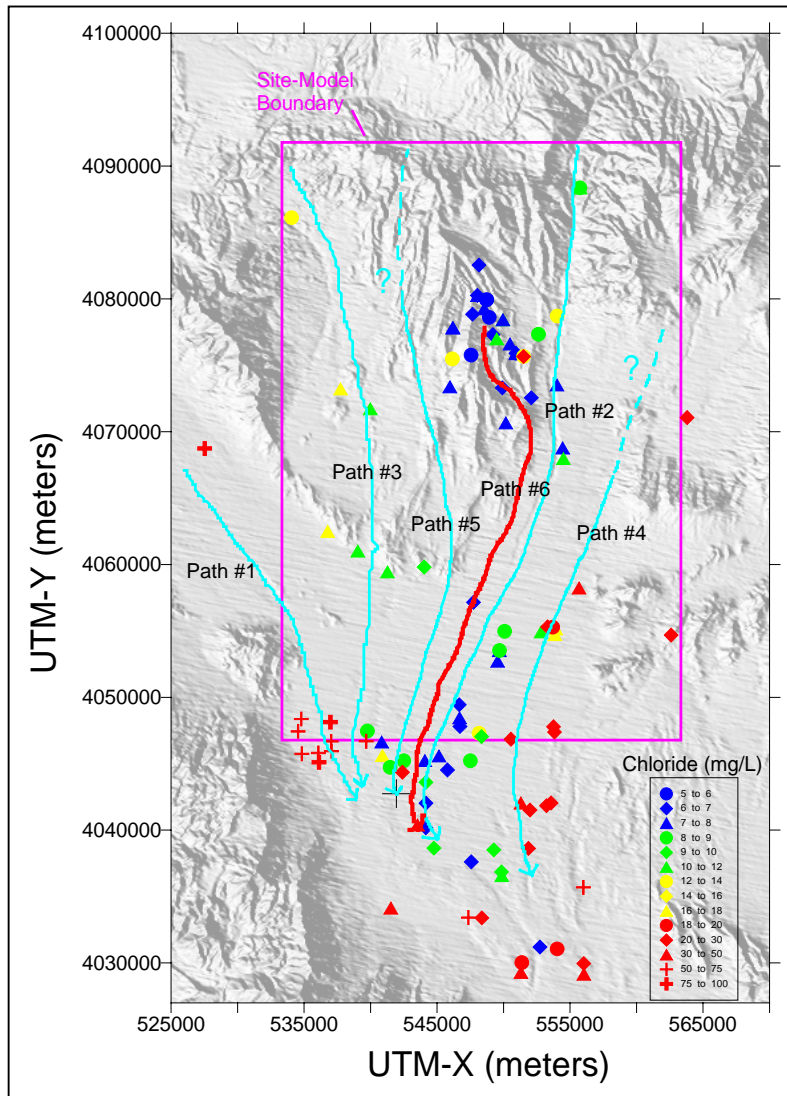 4100000
Site-Model
Boundary
4090000
?
4080000
?
Path #2
4070000
Path #3
Path #6
Path #5
Path #4
Path #1
4060000
UTM-Y (meters)
4050000
Chloride (mg/L)
5 to 6
6 to 7
7 to 8
8 to 9
9 to 10
10 to 12
12 to 14
14 to 16
16 to 18
18 to 20
20 to 30
30 to 50
50 to 75
75 to 100
4040000
4030000
525000 535000 545000 555000 565000
UTM-X (meters)